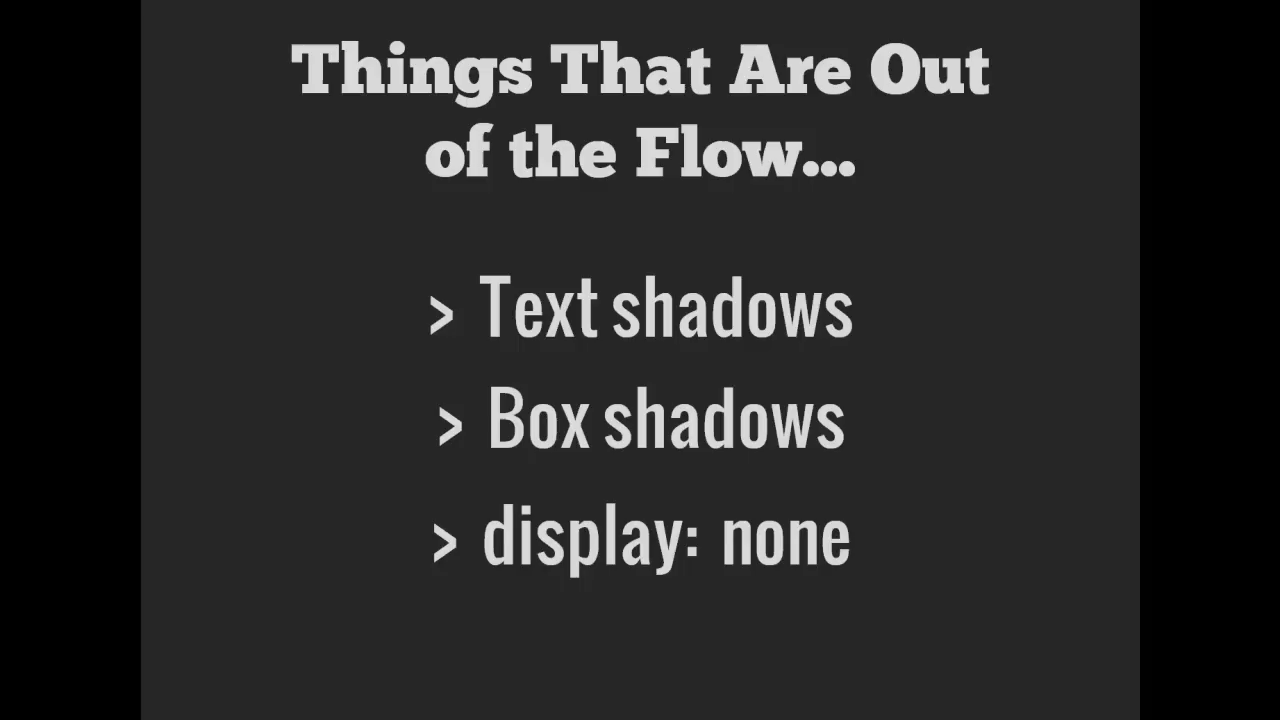 Things That Are Out
of the Flow...
> Text shadows
> Box shadows
> display: none